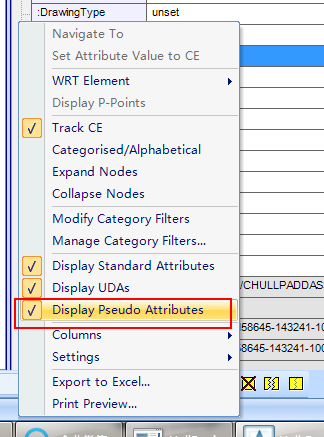 :DrawingType unset
Navigate To
Set Attribute Value to CE
WRT Element
Display P-Points
Track CE
Categorised/Alphabetical
Expand Nodes
Collapse Nodes
Modify Category Filters
Manage Category Filters...
Display Standard Attributes
/CHULLPADDAS
Display UDAs
Display Pseudo Attributes
Columns
58645-143241-10
Settings
58645-143241-100
Export to Excel...
Print Preview...